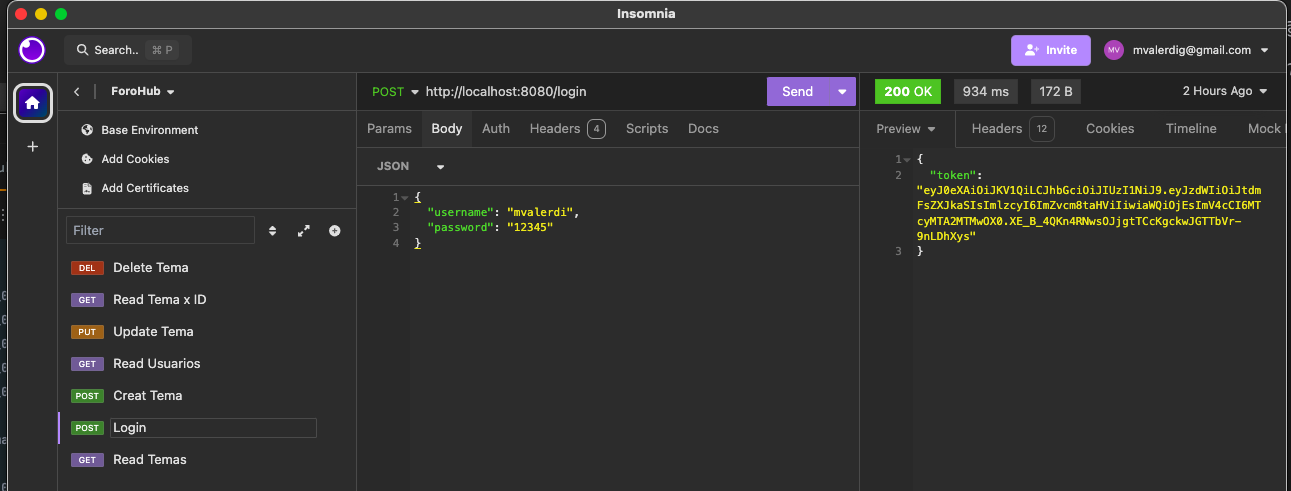 Insomnia
Search.. ⌘ P
Invite
MV
mvalerdig@gmail.com
ForoHub
Base Environment
Add Cookies
Add Certificates
Filter
DEL Delete Tema
GET Read Tema x ID
PUT Update Tema
GET Read Usuarios
POST Creat Tema
POST Login
GET Read Temas
POST http://localhost:8080/login
Send
Params Body Auth Headers 4 Scripts Docs
JSON
1 {
2 "username": "mvalerdi",
3 "password": "12345"
4 }
200 OK 934 ms 172 B 2 Hours Ago
Preview Headers 12 Cookies Timeline Mock
1 {
2 "token":
"eyJ0eXAiOiJKV1QiLCJhbGciOiJIUzI1NiJ9.eyJzdWIiOiJtdm
FsZXJkaSIsImlzcyI6ImZvcm8taHViIiwiaWQiOjEsImV4cCI6MT
cyMTA2MTMwOX0.XE_B_4QKn4RNwsOJjgtTCcKgckwJGTTbVr-
9nLDhXys"
3 }